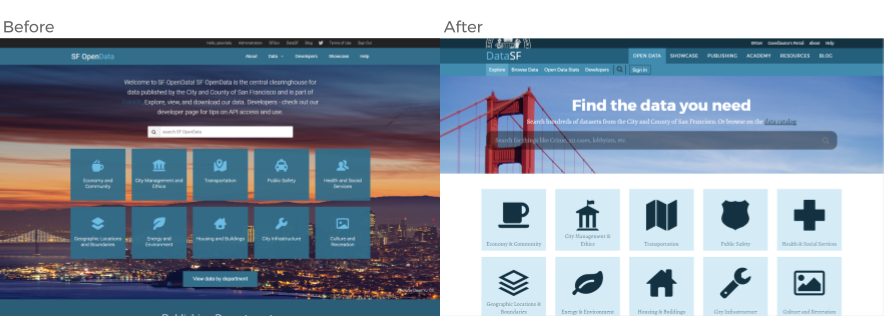 Before
After
Administration SFGov DataSF Blog Terms of Use Sign Out
SF OpenData
About Data Developers Showcase Help
Welcome to SF OpenData! SF OpenData is the central clearinghouse for
data published by the City and County of San Francisco and is part of
Explore, view, and download our data. Developers - check out our
developer page for tips on API access and use.
search SF OpenData
Economy and
Community
City Management and
Ethics
Transportation
Public Safety
Health and Social
Services
Geographic Locations
and Boundaries
Energy and
Environment
Housing and Buildings
City Infrastructure
Culture and
Recreation
View data by department
SFGov Contributor's Portal About Help
DataSF
OPEN DATA SHOWCASE PUBLISHING ACADEMY RESOURCES BLOG
Explore Browse Data Open Data Stats Developers Sign In
Find the data you need
Search hundreds of datasets from the City and County of San Francisco. Or browse on the data catalog
Search for things like Crime, 311 cases, lobbyists, etc.
Economy & Community
City Management &
Ethics
Transportation
Public Safety
Health & Social Services
Geographic Locations &
Boundaries
Energy & Environment
Housing & Buildings
City Infrastructure
Culture and Recreation